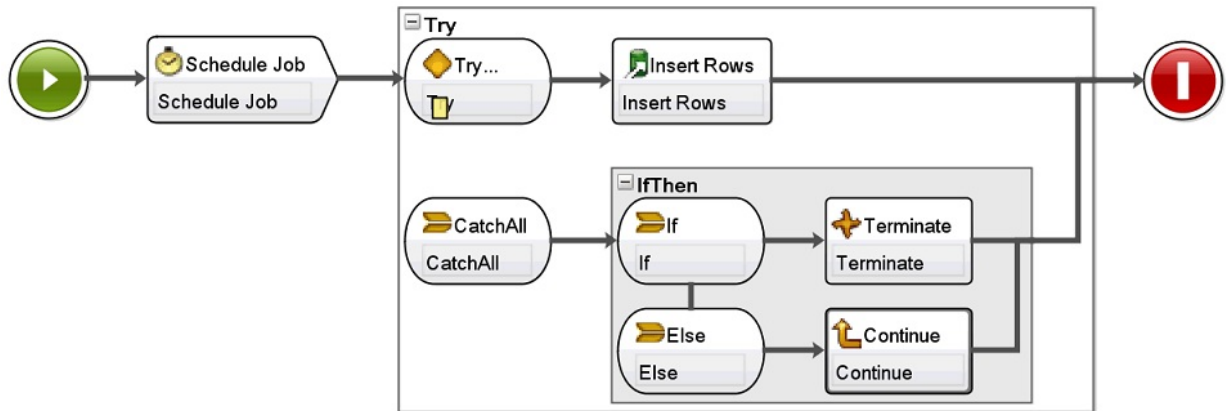 Try
Schedule Job
Schedule Job
Try...
Try
Insert Rows
Insert Rows
IfThen
CatchAll
CatchAll
If
If
Terminate
Terminate
Else
Else
Continue
Continue